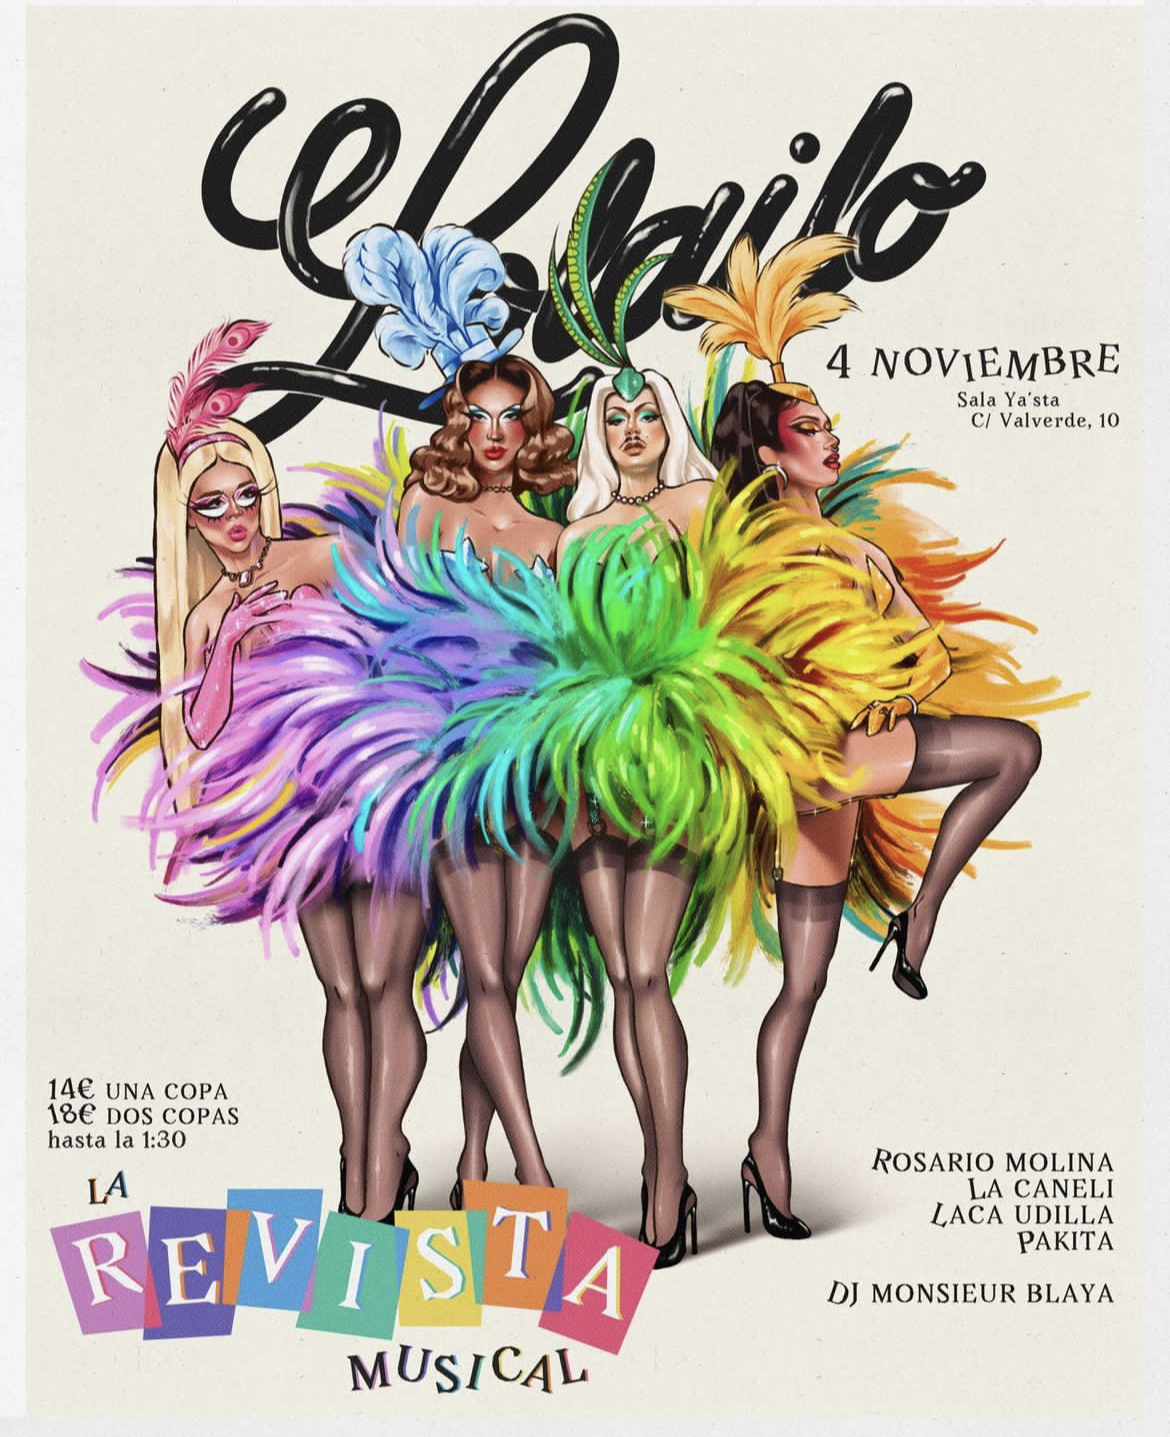 Lailo
4 NOVIEMBRE
Sala Ya'sta
C/ Valverde, 10
14€ UNA COPA
18€ DOS COPAS
hasta la 1:30
LA
REVISTA
MUSICAL
ROSARIO MOLINA
LA CANELI
LACA UDILLA
PAKITA
DJ MONSIEUR BLAYA